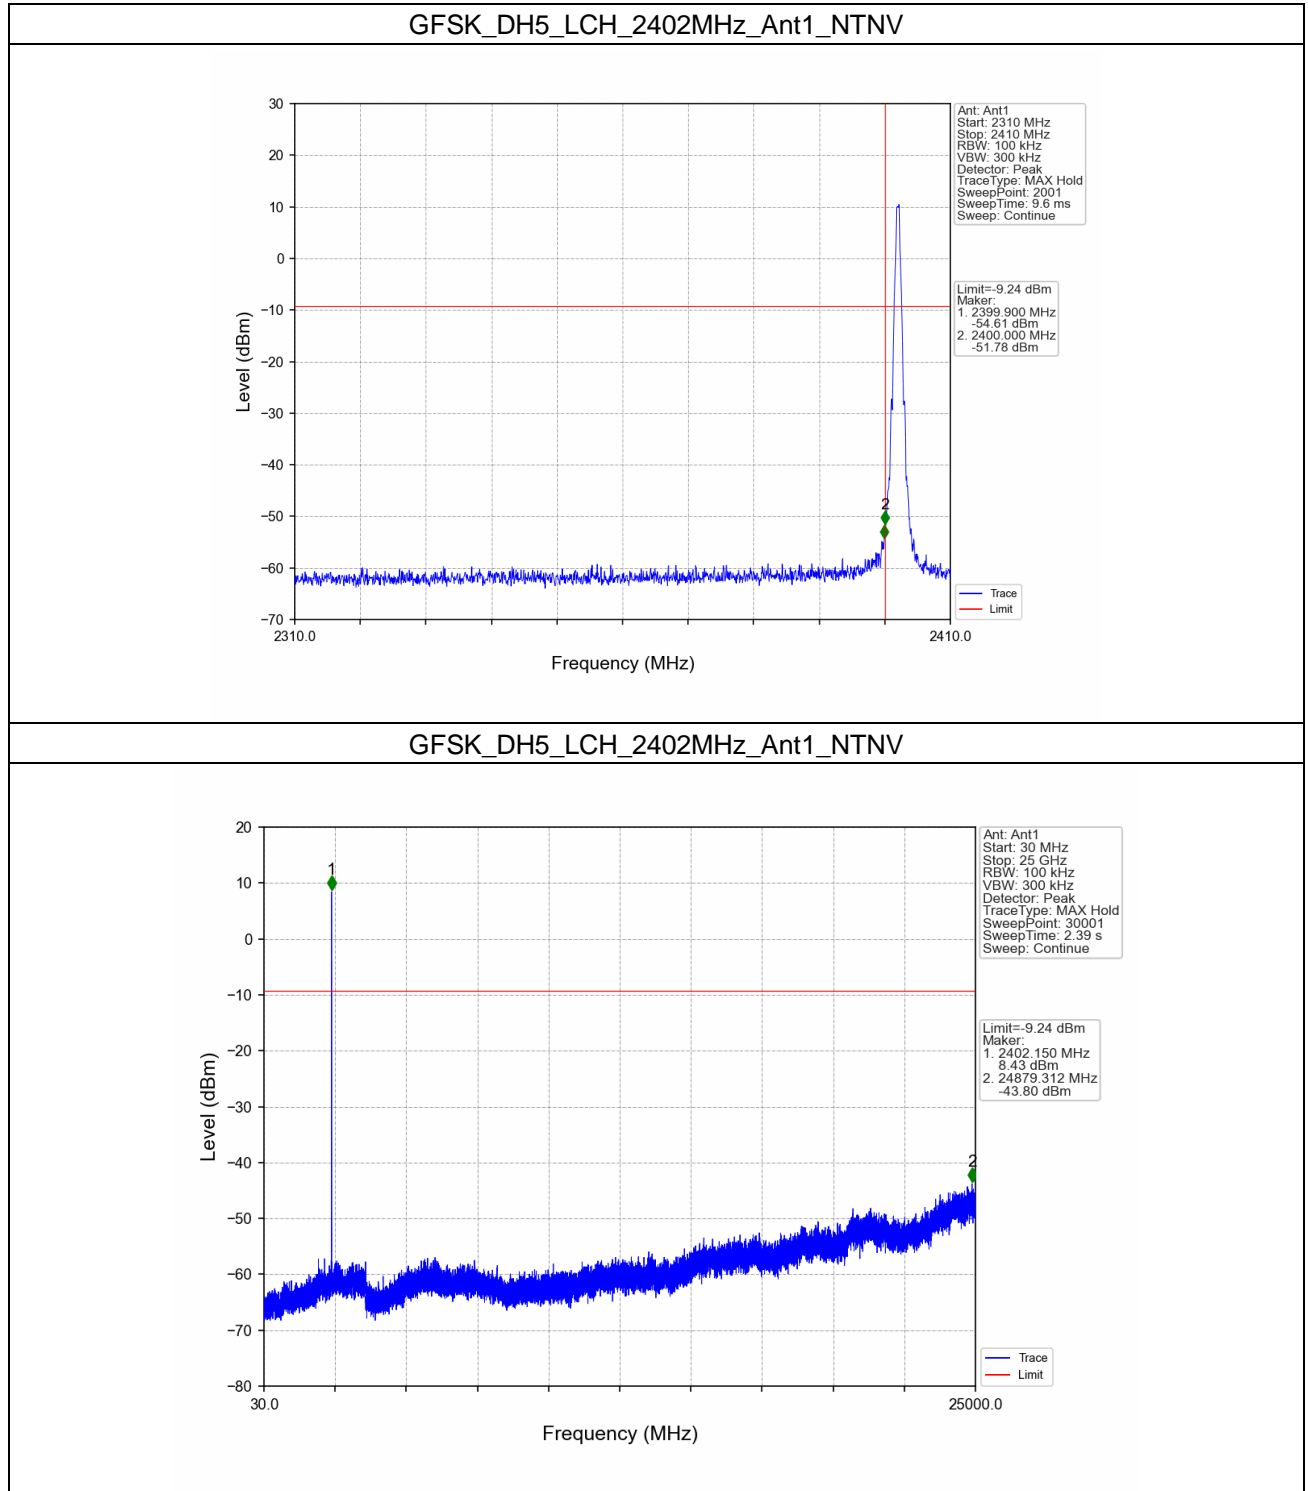 GFSK_DH5_LCH_2402MHz_Ant1_NTNV
30
20
10
0
−10
−20
−30
−40
−50
−60
−70
Level (dBm)
2310.0
2410.0
Frequency (MHz)
2
Ant: Ant1
Start: 2310 MHz
Stop: 2410 MHz
RBW: 100 kHz
VBW: 300 kHz
Detector: Peak
TraceType: MAX Hold
SweepPoint: 2001
SweepTime: 9.6 ms
Sweep: Continue
Limit=-9.24 dBm
Maker:
1. 2399.900 MHz
-54.61 dBm
2. 2400.000 MHz
-51.78 dBm
Trace
Limit
GFSK_DH5_LCH_2402MHz_Ant1_NTNV
20
10
0
−10
−20
−30
−40
−50
−60
−70
−80
Level (dBm)
30.0
25000.0
Frequency (MHz)
1
2
Ant: Ant1
Start: 30 MHz
Stop: 25 GHz
RBW: 100 kHz
VBW: 300 kHz
Detector: Peak
TraceType: MAX Hold
SweepPoint: 30001
SweepTime: 2.39 s
Sweep: Continue
Limit=-9.24 dBm
Maker:
1. 2402.150 MHz
8.43 dBm
2. 24879.312 MHz
-43.80 dBm
Trace
Limit